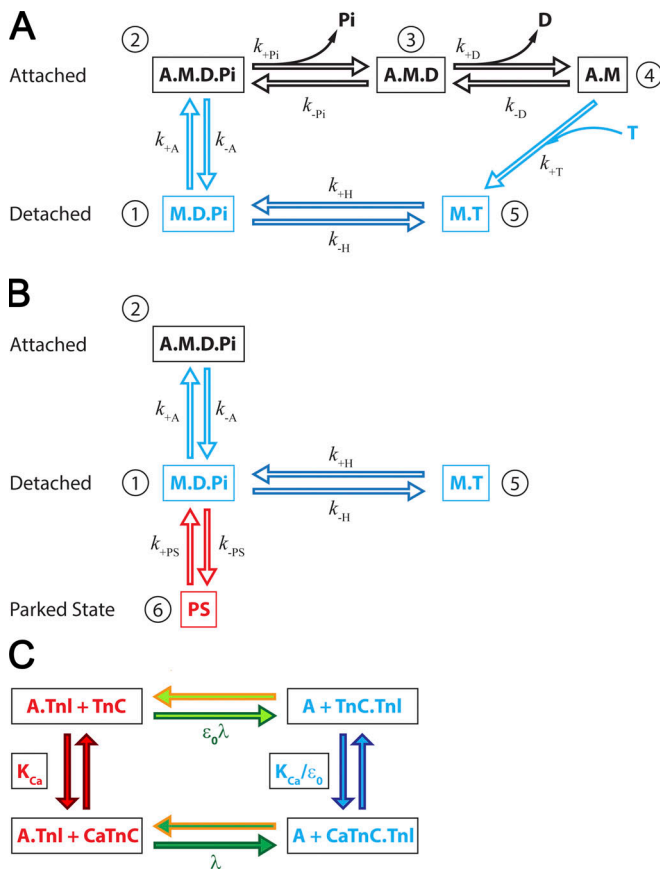 A
② Pi ③ D
k+Pi k+D
Attached A.M.D.Pi A.M.D A.M ④
k-Pi k-D
k+A k-A T
k+T
k+H
Detached ① M.D.Pi M.T ⑤
k-H
B
②
Attached A.M.D.Pi
k+A k-A
k+H
Detached ① M.D.Pi M.T ⑤
k-H
k+PS k-PS
Parked State ⑥ PS
C
A.TnI + TnC A + TnC.TnI
ε0λ
KCa KCa/ε0
A.TnI + CaTnC A + CaTnC.TnI
λ